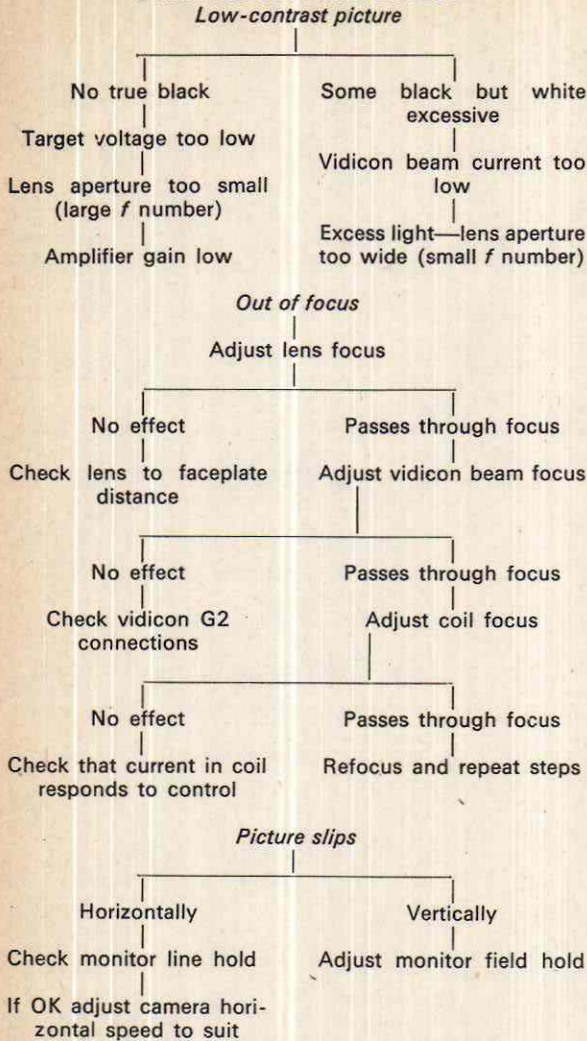 Low-contrast picture
No true black
Target voltage too low
Lens aperture too small
(large f number)
Amplifier gain low
Some black but white
excessive
Vidicon beam current too
low
Excess light—lens aperture
too wide (small f number)
Out of focus
Adjust lens focus
No effect
Check lens to faceplate
distance
Passes through focus
Adjust vidicon beam focus
No effect
Check vidicon G2
connections
Passes through focus
Adjust coil focus
No effect
Check that current in coil
responds to control
Passes through focus
Refocus and repeat steps
Picture slips
Horizontally
Check monitor line hold
If OK adjust camera hori-
zontal speed to suit
Vertically
Adjust monitor field hold